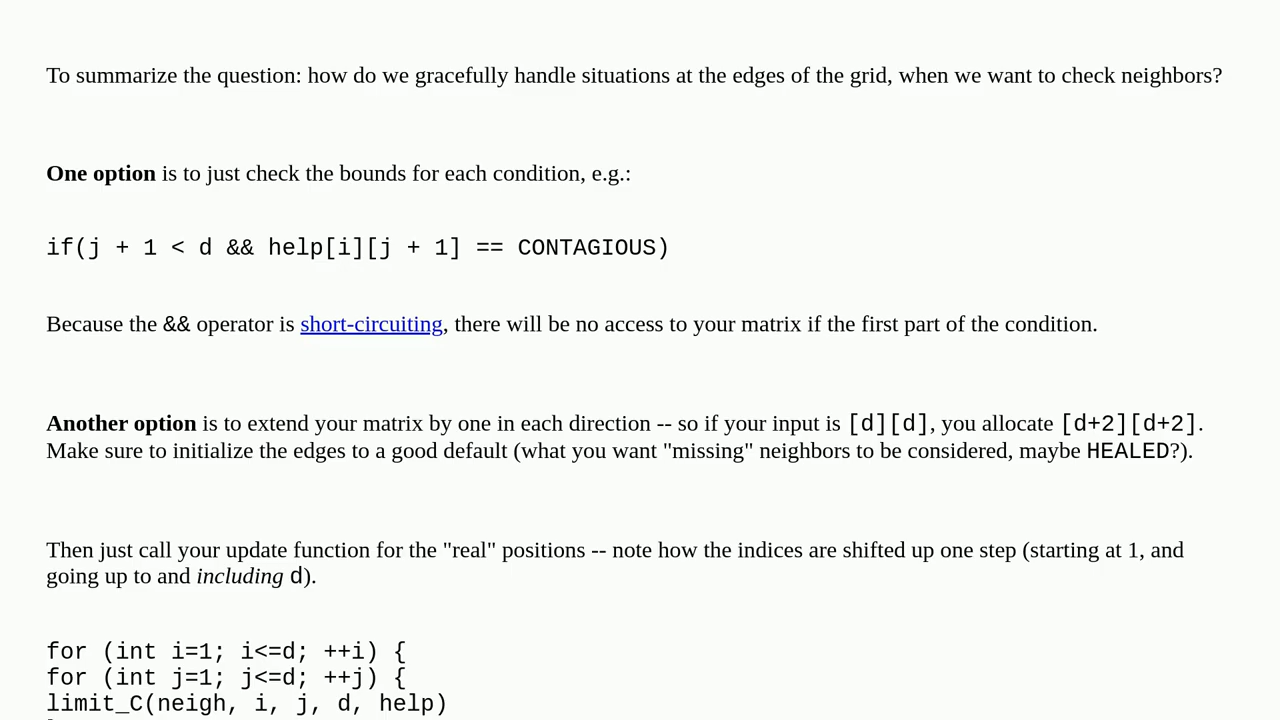 To summarize the question: how do we gracefully handle situations at the edges of the grid, when we want to check neighbors?
One option is to just check the bounds for each condition, e.g.:
if(j + 1 < d && help[i][j + 1] == CONTAGIOUS)
Because the && operator is short-circuiting, there will be no access to your matrix if the first part of the condition.
Another option is to extend your matrix by one in each direction -- so if your input is [d][d], you allocate [d+2][d+2].
Make sure to initialize the edges to a good default (what you want "missing" neighbors to be considered, maybe HEALED?).
Then just call your update function for the "real" positions -- note how the indices are shifted up one step (starting at 1, and
going up to and including d).
for (int i=1; i<=d; ++i) {
for (int j=1; j<=d; ++j) {
limit_C(neigh, i, j, d, help)